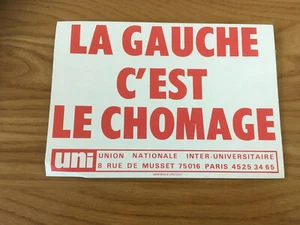 LA GAUCHE
C'EST
LE CHOMAGE
uni UNION NATIONALE INTER-UNIVERSITAIRE
8 RUE DE MUSSET 75016 PARIS 4525 34 65